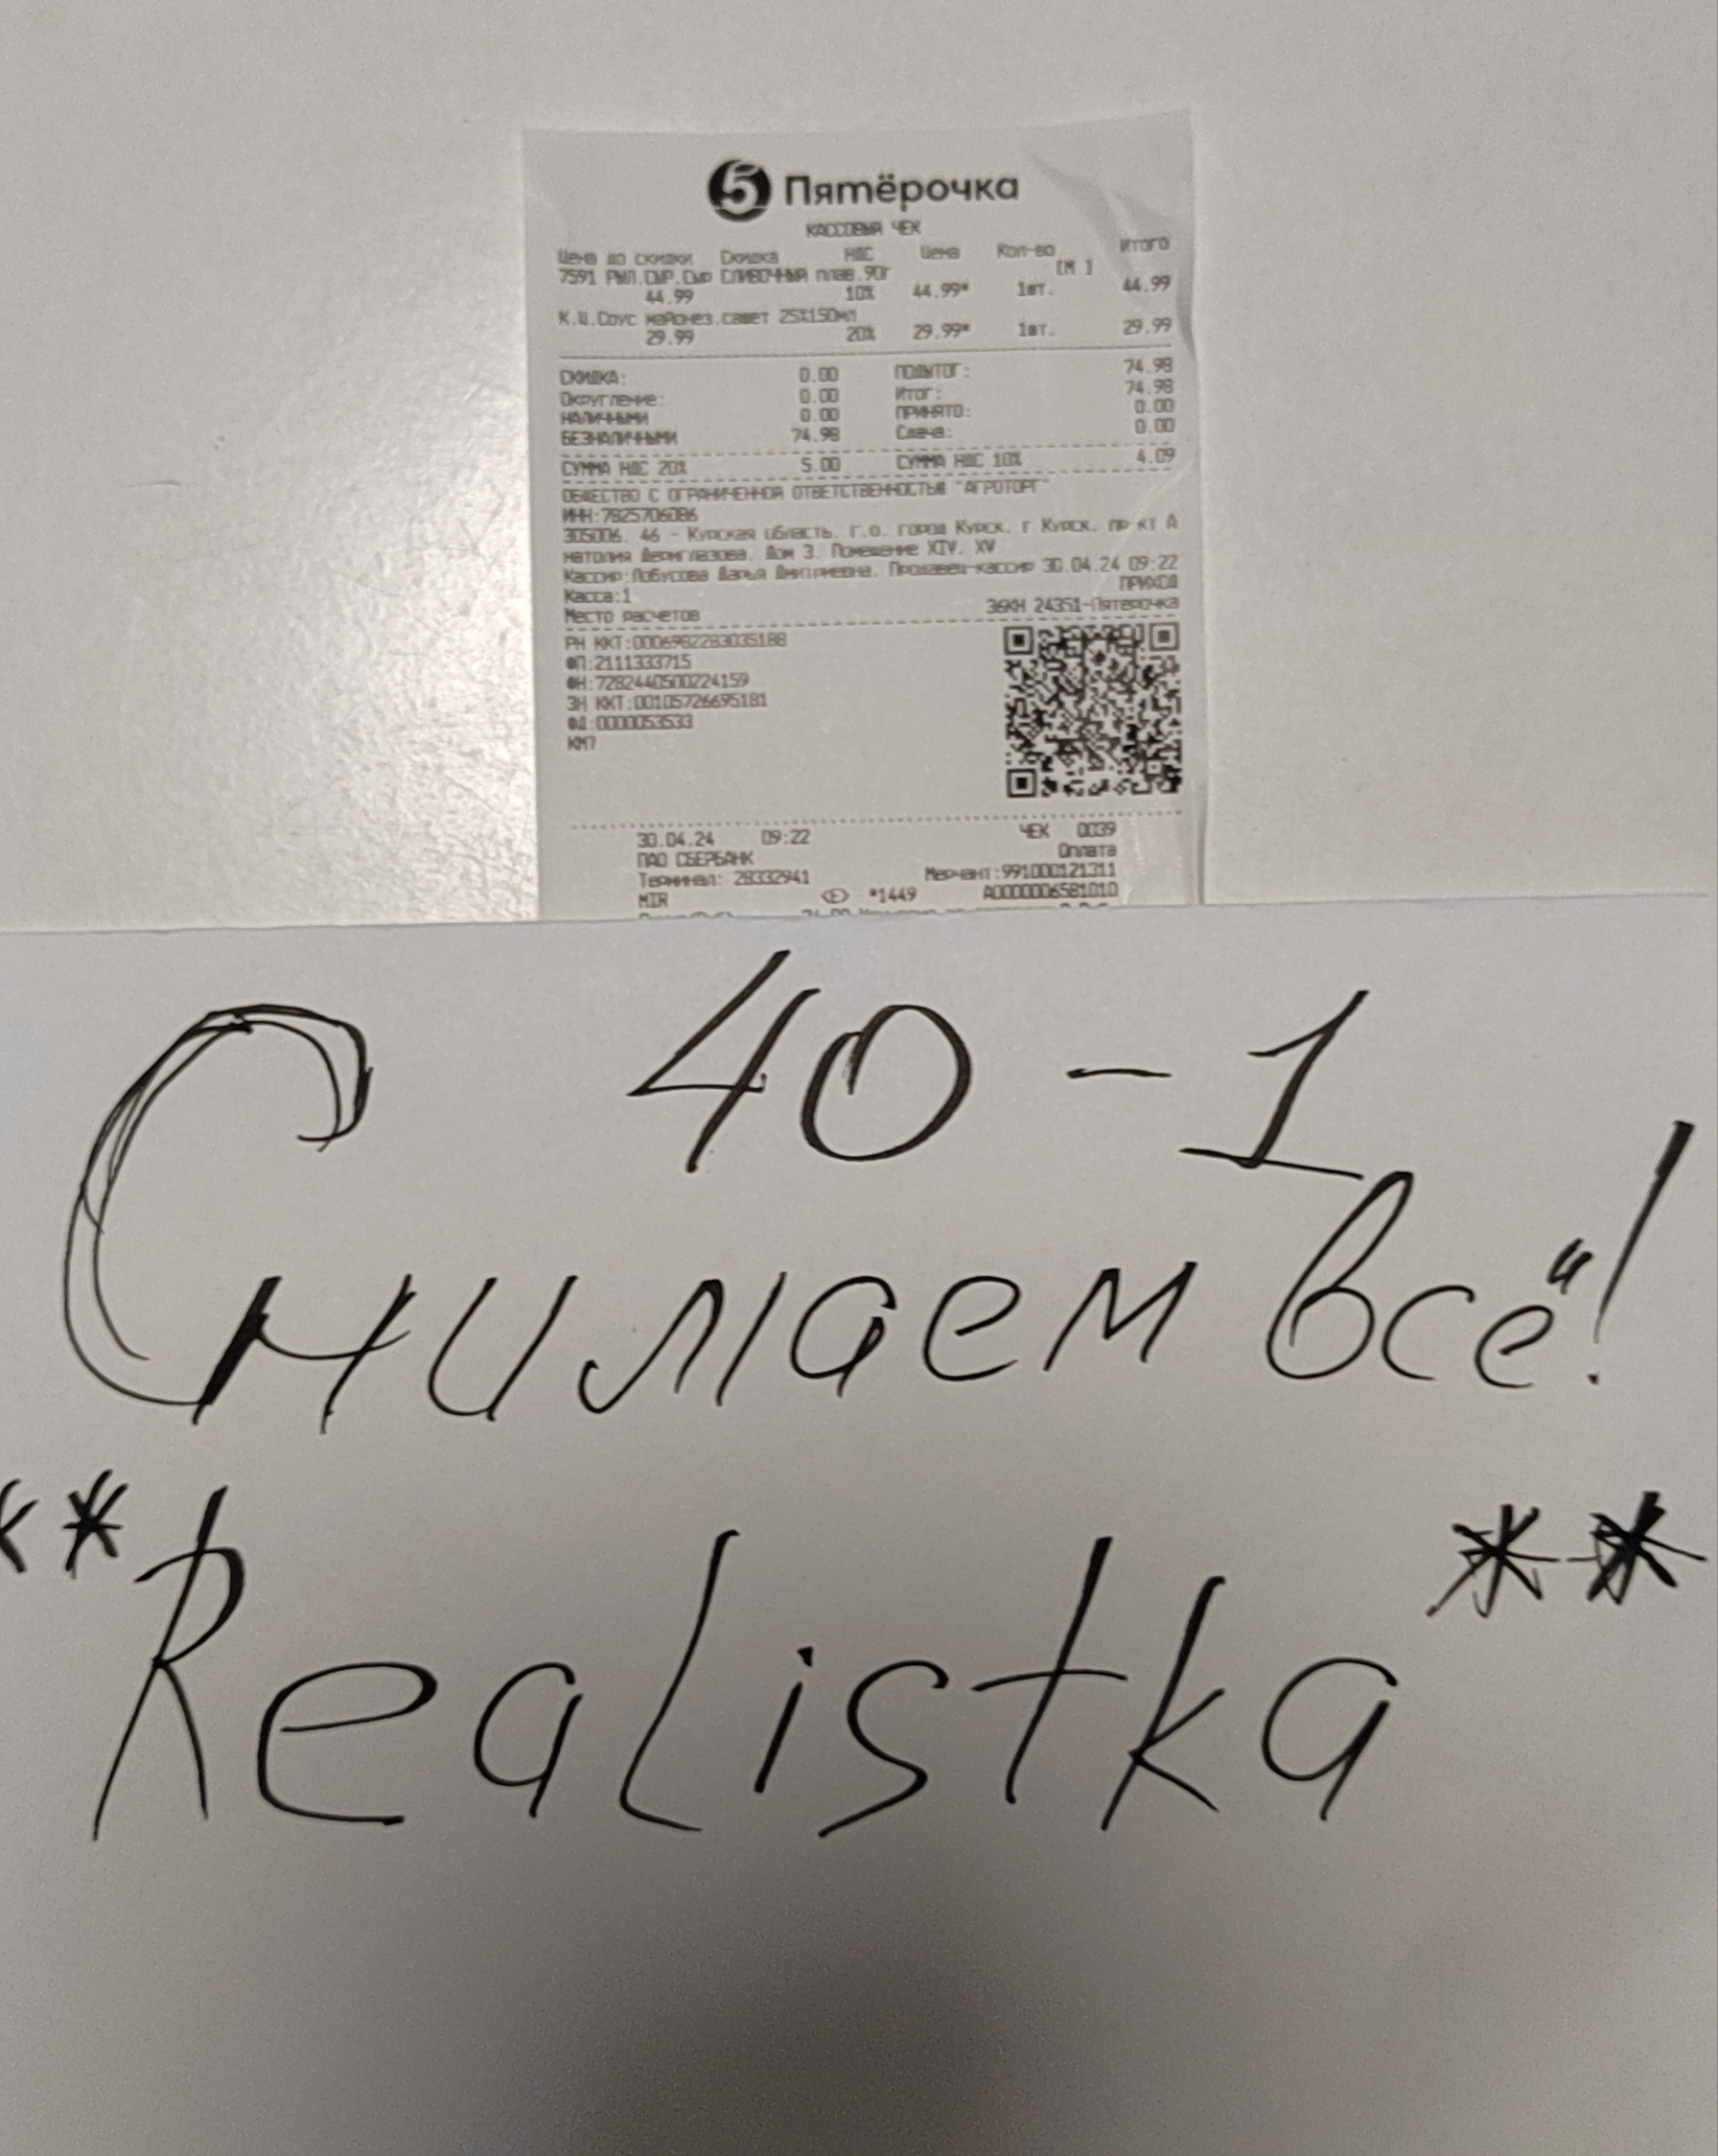 5 Пятёрочка
КАССОВЫЙ ЧЕК
Цена до скидки Скидка НДС Цена Кол-во Итого
7591 РЫЛ.СЫР.Сыр СЛИВОЧНЫЙ плав.90г [М ]
44.99 10% 44.99* 1шт. 44.99
К.Ц.Соус майонез.сашет 25%150мл
29.99 20% 29.99* 1шт. 29.99
СКИДКА: 0.00 ПОДЫТОГ: 74.98
Округление: 0.00 Итог: 74.98
НАЛИЧНЫМИ 0.00 ПРИНЯТО: 0.00
БЕЗНАЛИЧНЫМИ 74.98 Сдача: 0.00
СУММА НДС 20% 5.00 СУММА НДС 10% 4.09
ОБЩЕСТВО С ОГРАНИЧЕННОЙ ОТВЕТСТВЕННОСТЬЮ "АГРОТОРГ"
ИНН:7825706086
305006, 46 - Курская область, г.о. город Курск, г Курск, пр-кт А
натолия Дериглазова, Дом 3, Помещение XIV, XV
Кассир:Лобусова Дарья Дмитриевна, Продавец-кассир 30.04.24 09:22
Касса:1 ПРИХОД
Место расчетов 36КН 24351-Пятерочка
РН ККТ:0006982283035188
ФП:2111333715
ФН:7282440500224159
ЗН ККТ:00105726695181
ФД:0000053533
КМ?
30.04.24 09:22 ЧЕК 0039
ПАО СБЕРБАНК Оплата
Терминал: 28332941 Мерчант:991000121311
MIR (E) *1449 A0000006581010
С 40-1
Снимаем всё!
**Realistka**